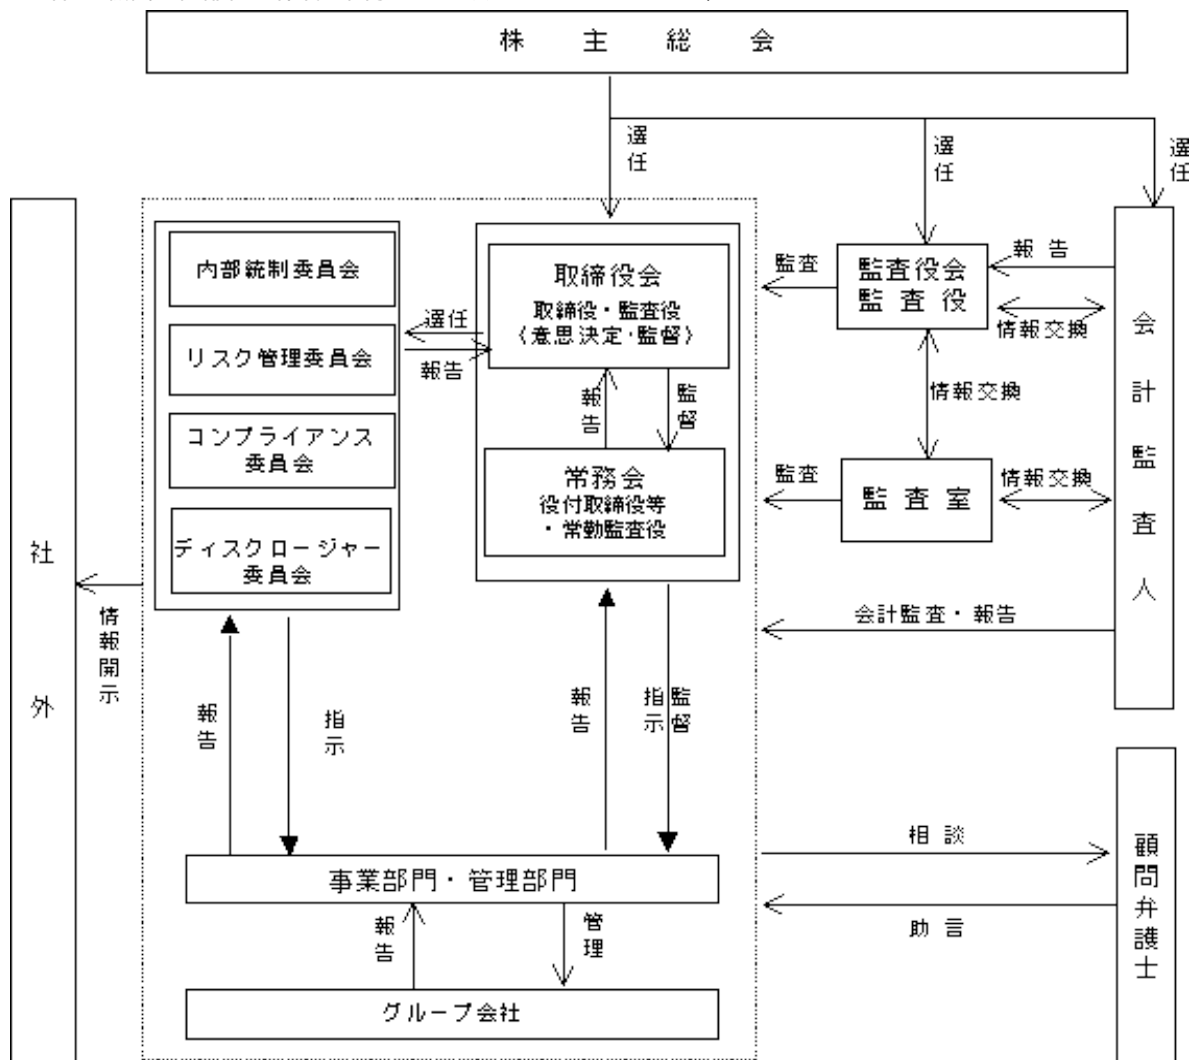 株主総会
選任
選任
選任
内部統制委員会
リスク管理委員会
コンプライアンス
委員会
ディスクロージャー
委員会
選任
報告
取締役会
取締役・監査役
〈意思決定・監督〉
報告
監督
常務会
役付取締役等
・常勤監査役
監査
監査役会
監査役
報告
情報交換
情報交換
監査
監査室
情報交換
会計監査人
会計監査・報告
社外
情報開示
報告
指示
報告
指示
監督
事業部門・管理部門
報告
管理
グループ会社
相談
助言
顧問弁護士